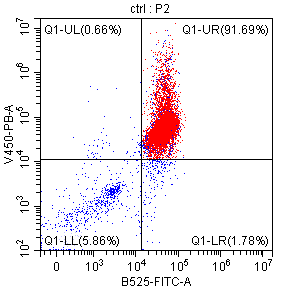 ctrl : P2
Q1-UL(0.66%)
Q1-UR(91.69%)
V450-PB-A
10^7
10^6
10^5
10^4
10^3
10^2
Q1-LL(5.86%)
Q1-LR(1.78%)
0
10^3
10^4
10^5
10^6
10^7
B525-FITC-A